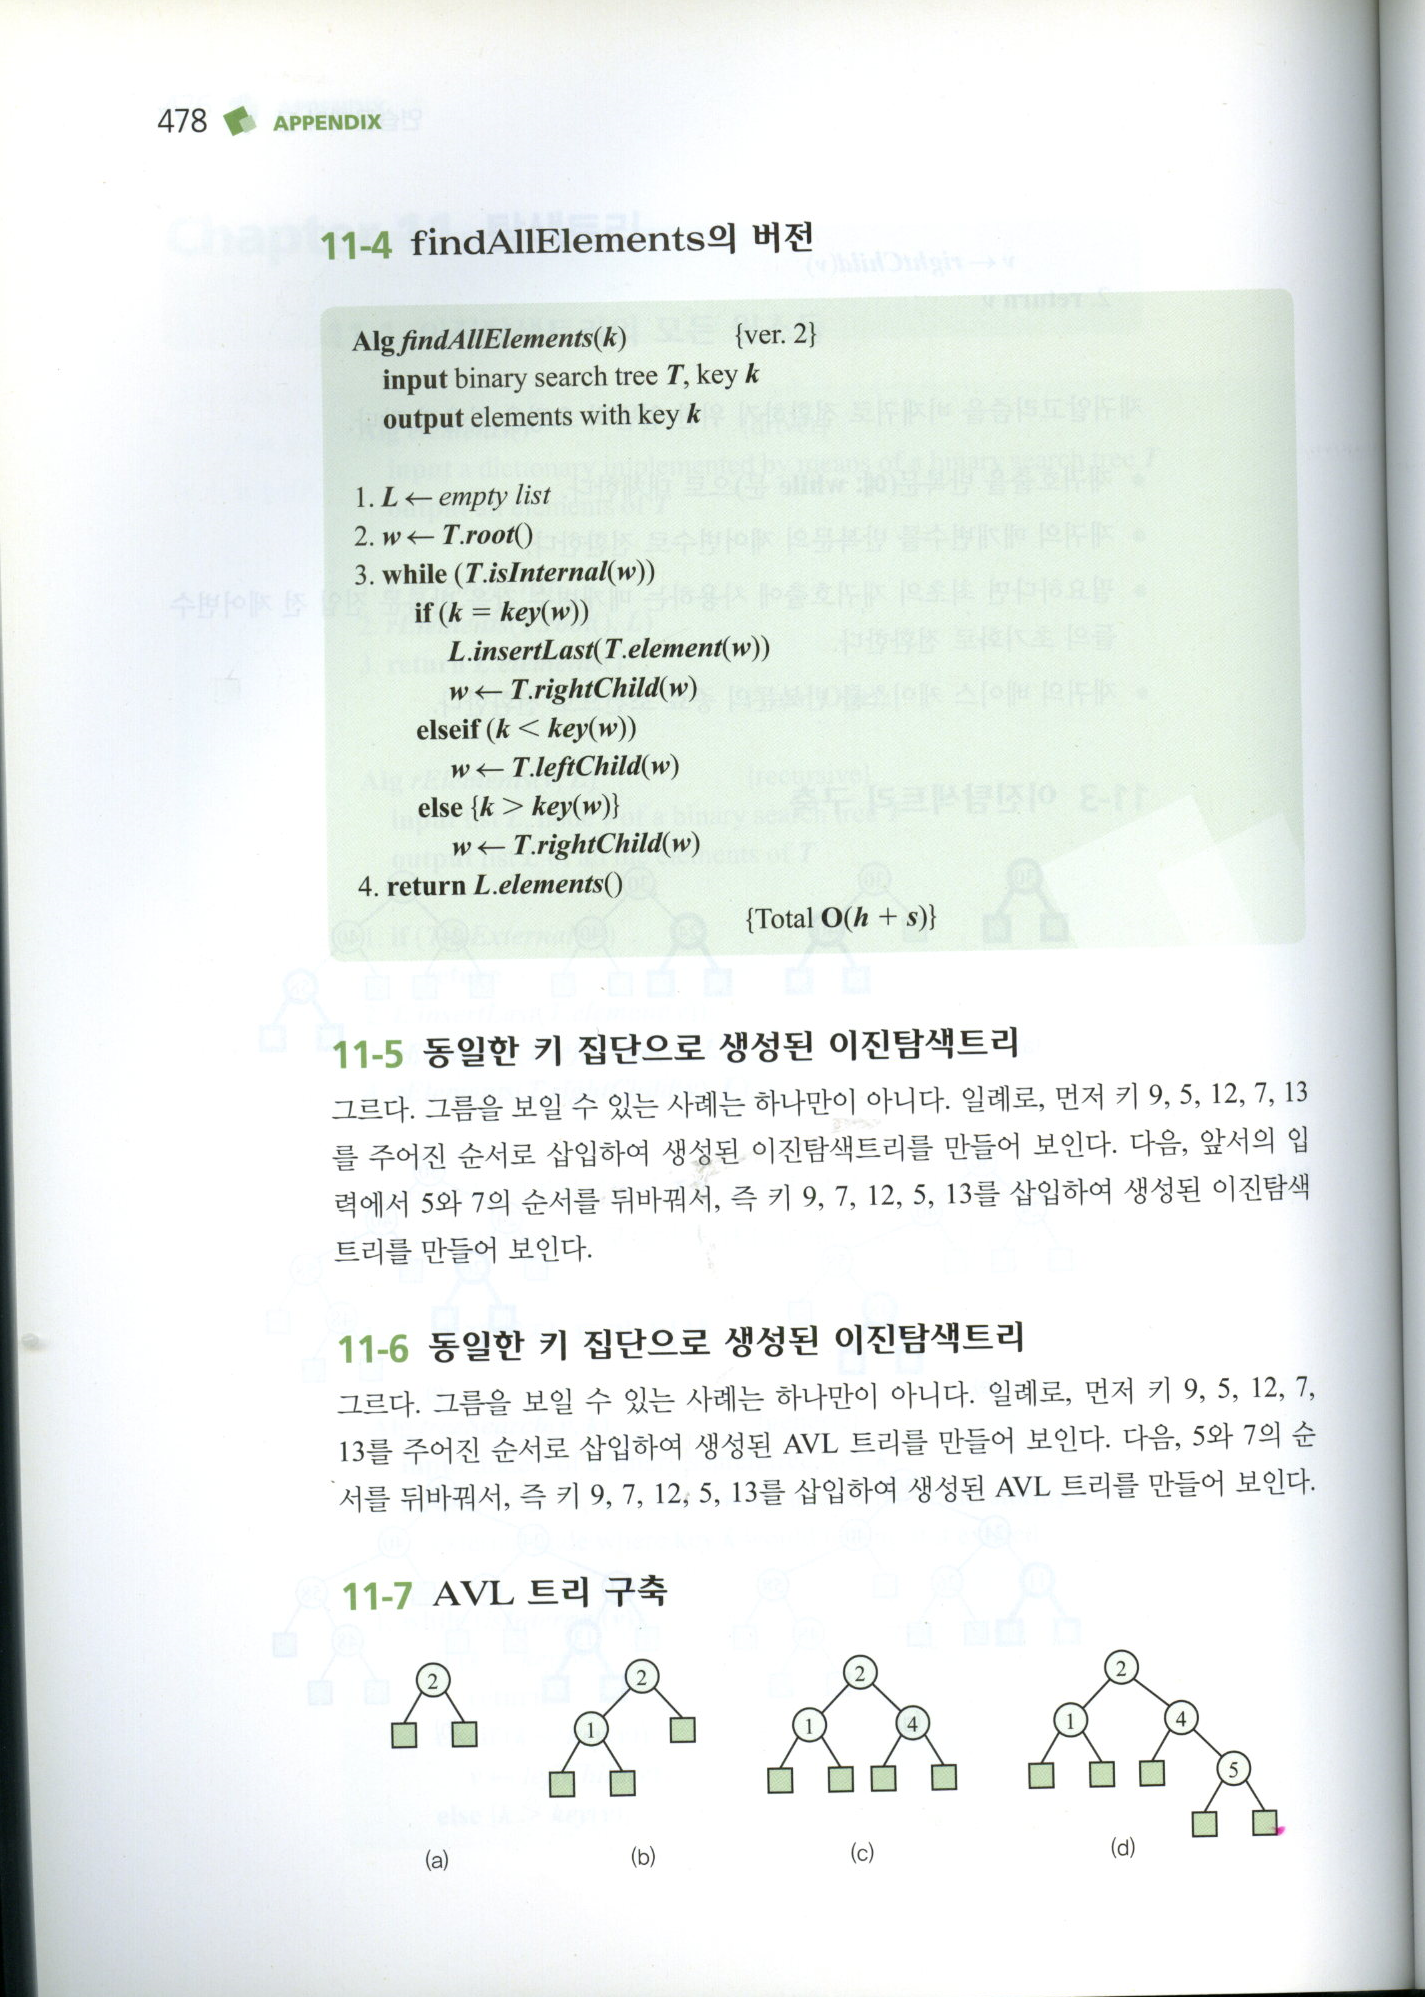 478 APPENDIX
11-4 findAllElements의 버전
Alg findAllElements(k) {ver. 2}
input binary search tree T, key k
output elements with key k
1. L ← empty list
2. w ← T.root()
3. while (T.isInternal(w))
if (k = key(w))
L.insertLast(T.element(w))
w ← T.rightChild(w)
elseif (k < key(w))
w ← T.leftChild(w)
else {k > key(w)}
w ← T.rightChild(w)
4. return L.elements()
{Total O(h + s)}
11-5 동일한 키 집단으로 생성된 이진탐색트리
그르다. 그름을 보일 수 있는 사례는 하나만이 아니다. 일례로, 먼저 키 9, 5, 12, 7, 13
를 주어진 순서로 삽입하여 생성된 이진탐색트리를 만들어 보인다. 다음, 앞서의 입
력에서 5와 7의 순서를 뒤바꿔서, 즉 키 9, 7, 12, 5, 13를 삽입하여 생성된 이진탐색
트리를 만들어 보인다.
11-6 동일한 키 집단으로 생성된 이진탐색트리
그르다. 그름을 보일 수 있는 사례는 하나만이 아니다. 일례로, 먼저 키 9, 5, 12, 7,
13를 주어진 순서로 삽입하여 생성된 AVL 트리를 만들어 보인다. 다음, 5와 7의 순
서를 뒤바꿔서, 즉 키 9, 7, 12, 5, 13를 삽입하여 생성된 AVL 트리를 만들어 보인다.
11-7 AVL 트리 구축
2 2 2 2
1 1 4 1 4
5
(a) (b) (c) (d)